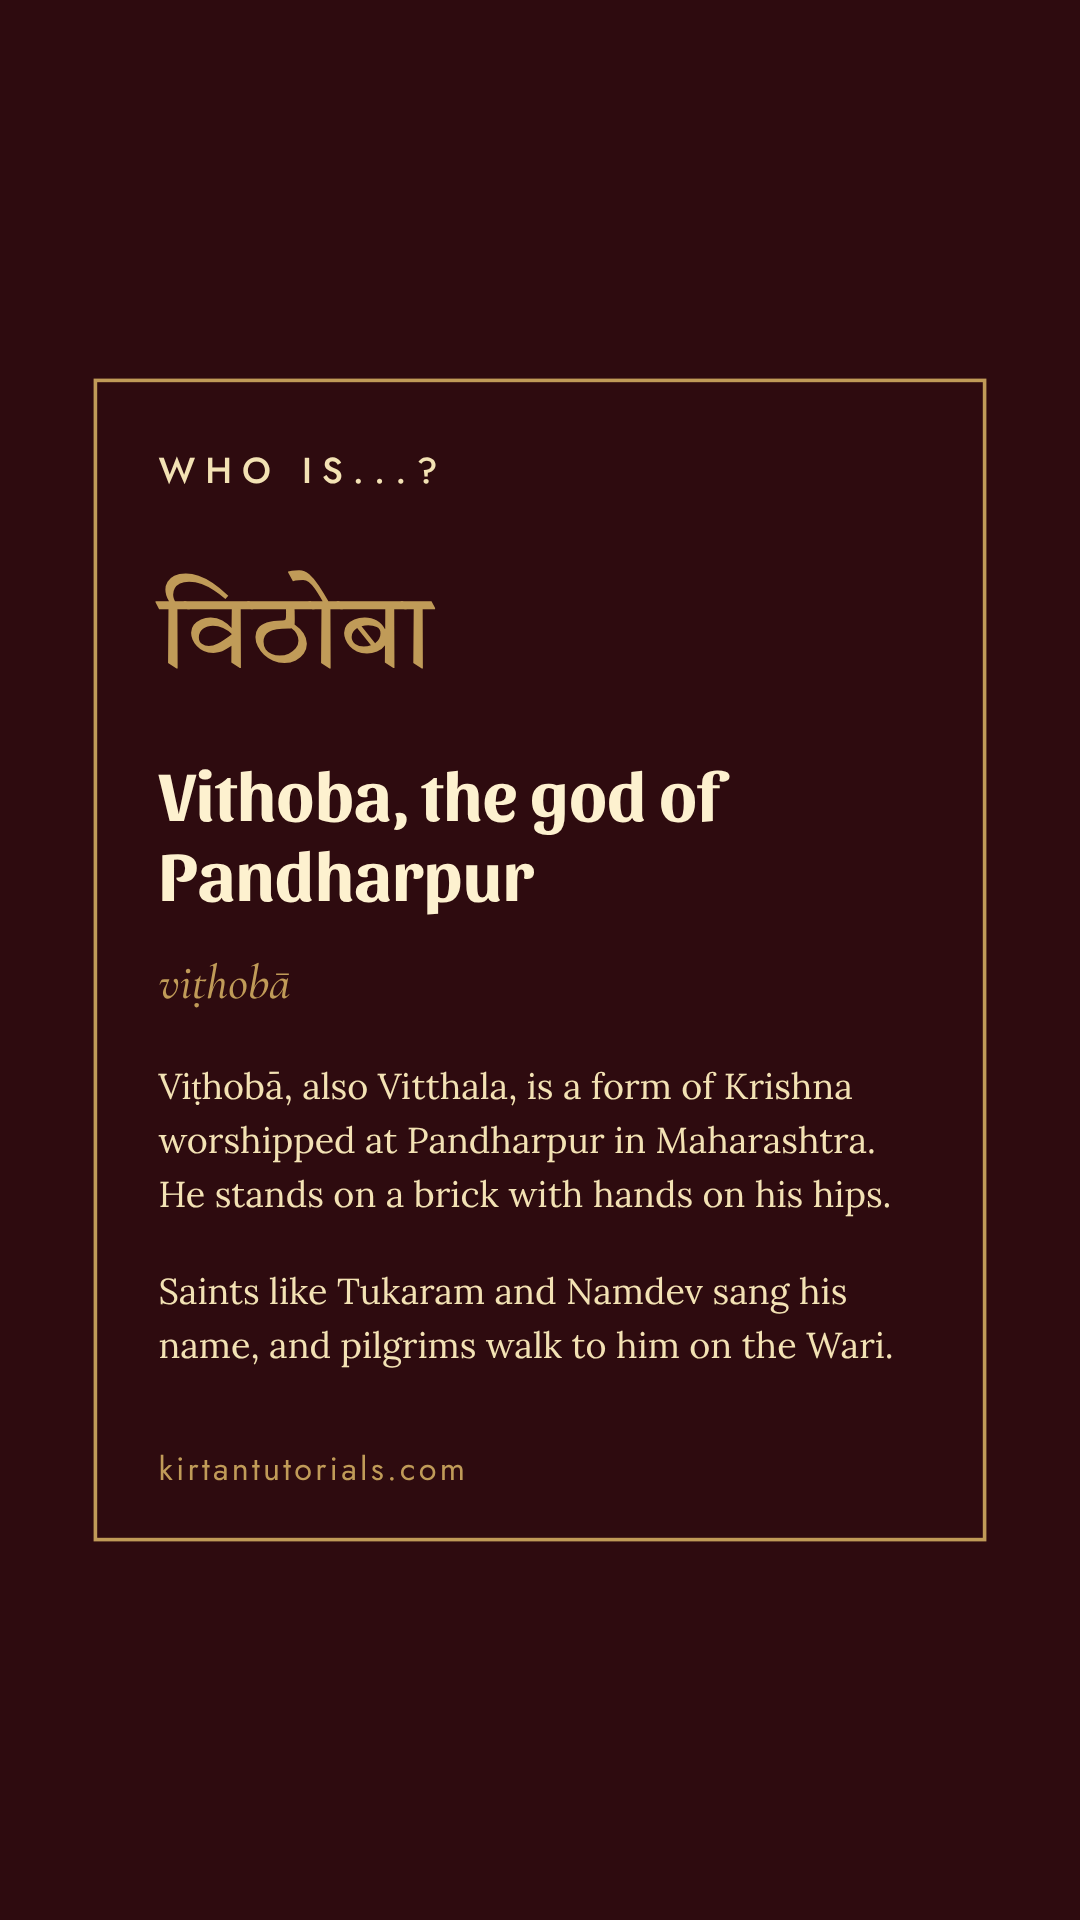 WHO IS...?
विठोबा
Vithoba, the god of
Pandharpur
viṭhobā
Viṭhobā, also Vitthala, is a form of Krishna
worshipped at Pandharpur in Maharashtra.
He stands on a brick with hands on his hips.
Saints like Tukaram and Namdev sang his
name, and pilgrims walk to him on the Wari.
kirtantutorials.com